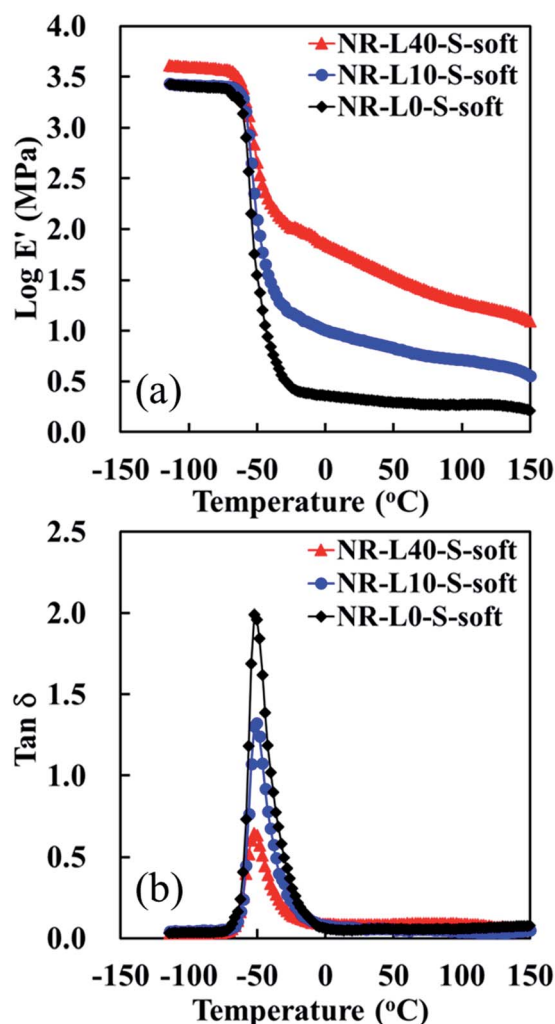 4.0
3.5
3.0
2.5
2.0
1.5
1.0
0.5
0.0
Log E' (MPa)
NR-L40-S-soft
NR-L10-S-soft
NR-L0-S-soft
(a)
-150 -100 -50 0 50 100 150
Temperature (°C)
2.5
2.0
1.5
1.0
0.5
0.0
Tan δ
NR-L40-S-soft
NR-L10-S-soft
NR-L0-S-soft
(b)
-150 -100 -50 0 50 100 150
Temperature (°C)